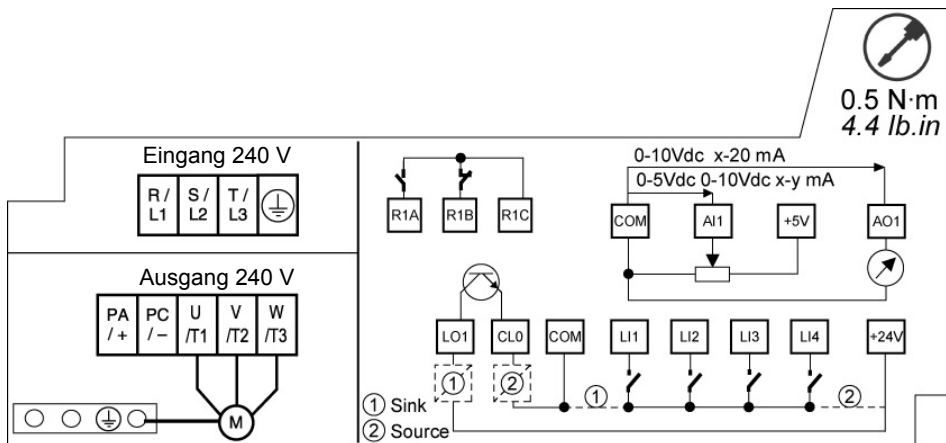 0.5 N·m
4.4 lb.in
Eingang 240 V
R / L1 S / L2 T / L3
Ausgang 240 V
PA / + PC / – U /T1 V /T2 W /T3
M
R1A R1B R1C
0-10Vdc x-20 mA
0-5Vdc 0-10Vdc x-y mA
COM AI1 +5V AO1
LO1 CL0 COM LI1 LI2 LI3 LI4 +24V
① ② ① ②
① Sink
② Source